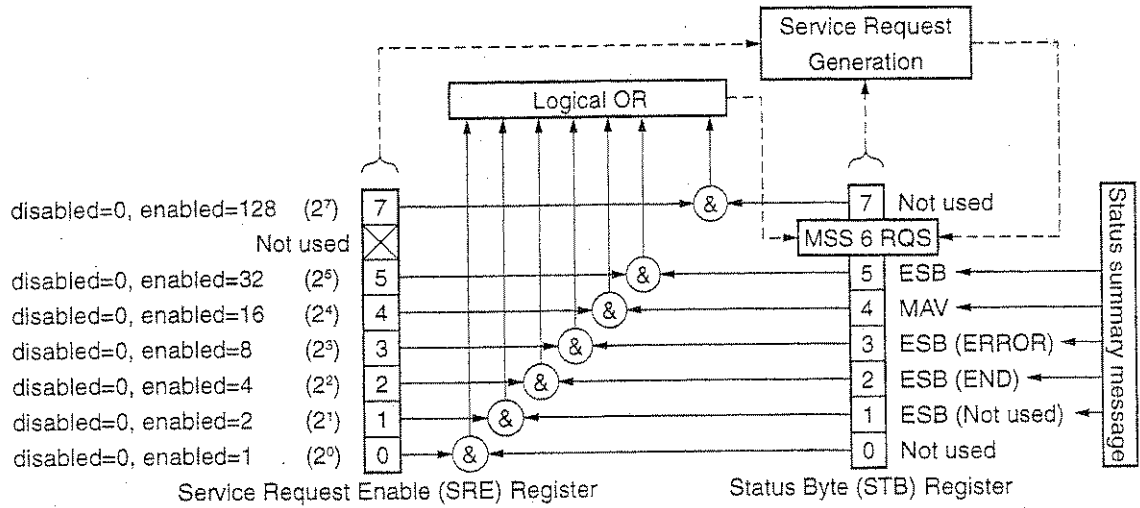 Service Request
Generation
Logical OR
disabled=0, enabled=128 (2⁷) 7 & 7 Not used
Not used MSS 6 RQS
disabled=0, enabled=32 (2⁵) 5 & 5 ESB
disabled=0, enabled=16 (2⁴) 4 & 4 MAV
disabled=0, enabled=8 (2³) 3 & 3 ESB (ERROR)
disabled=0, enabled=4 (2²) 2 & 2 ESB (END)
disabled=0, enabled=2 (2¹) 1 & 1 ESB (Not used)
disabled=0, enabled=1 (2⁰) 0 & 0 Not used
Status summary message
Service Request Enable (SRE) Register
Status Byte (STB) Register